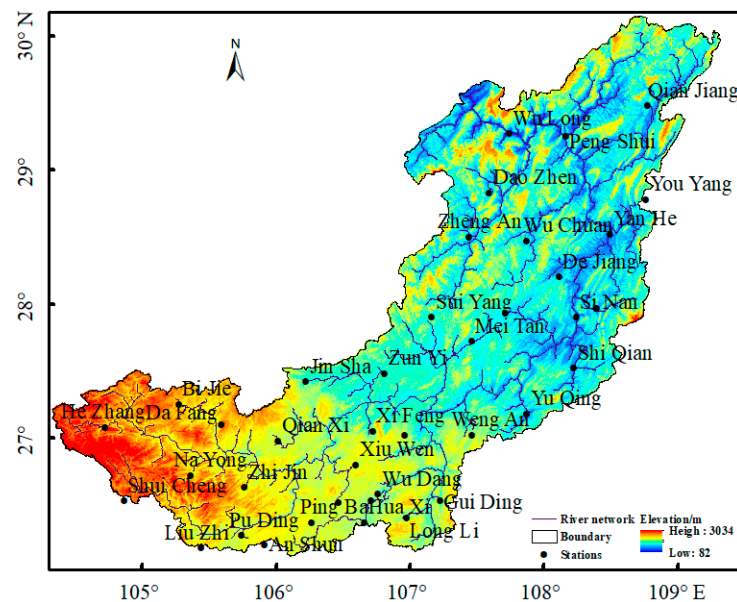 30° N
N
Qian Jiang
Wu Long
Peng Shui
29°
Dao Zhen
You Yang
Zheng An
Wu Chuan
Yan He
De Jiang
28°
Sui Yang
Si Nan
Mei Tan
Jin Sha
Zun Yi
Shi Qian
Bi Jie
He Zhang
Da Fang
Yu Qing
27°
Qian Xi
Xi Feng
Weng An
Xiu Wen
Na Yong
Zhi Jin
Wu Dang
Shui Cheng
Ping Ba
Hua Xi
Gui Ding
Pu Ding
Liu Zhi
An Shun
Long Li
River network
Elevation/m
Boundary
Heigh : 3034
Stations
Low: 82
105°
106°
107°
108°
109° E